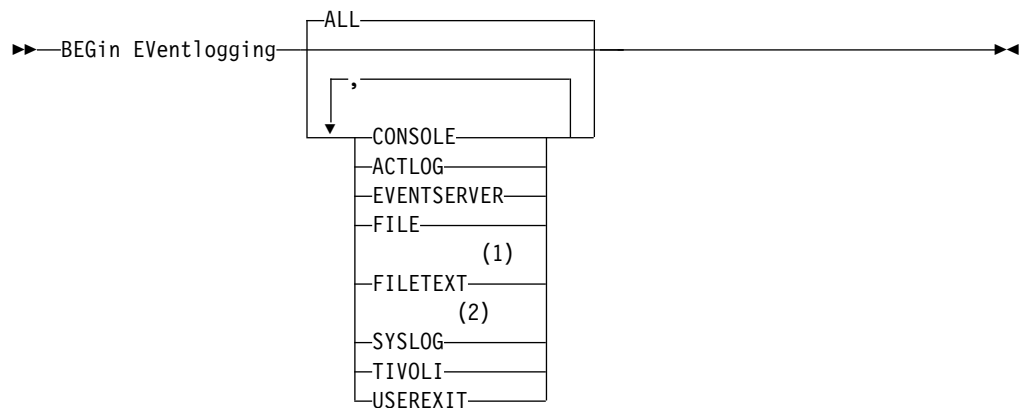 ALL
BEGin EVentlogging
,
CONSOLE
ACTLOG
EVENTSERVER
FILE
(1)
FILETEXT
(2)
SYSLOG
TIVOLI
USEREXIT